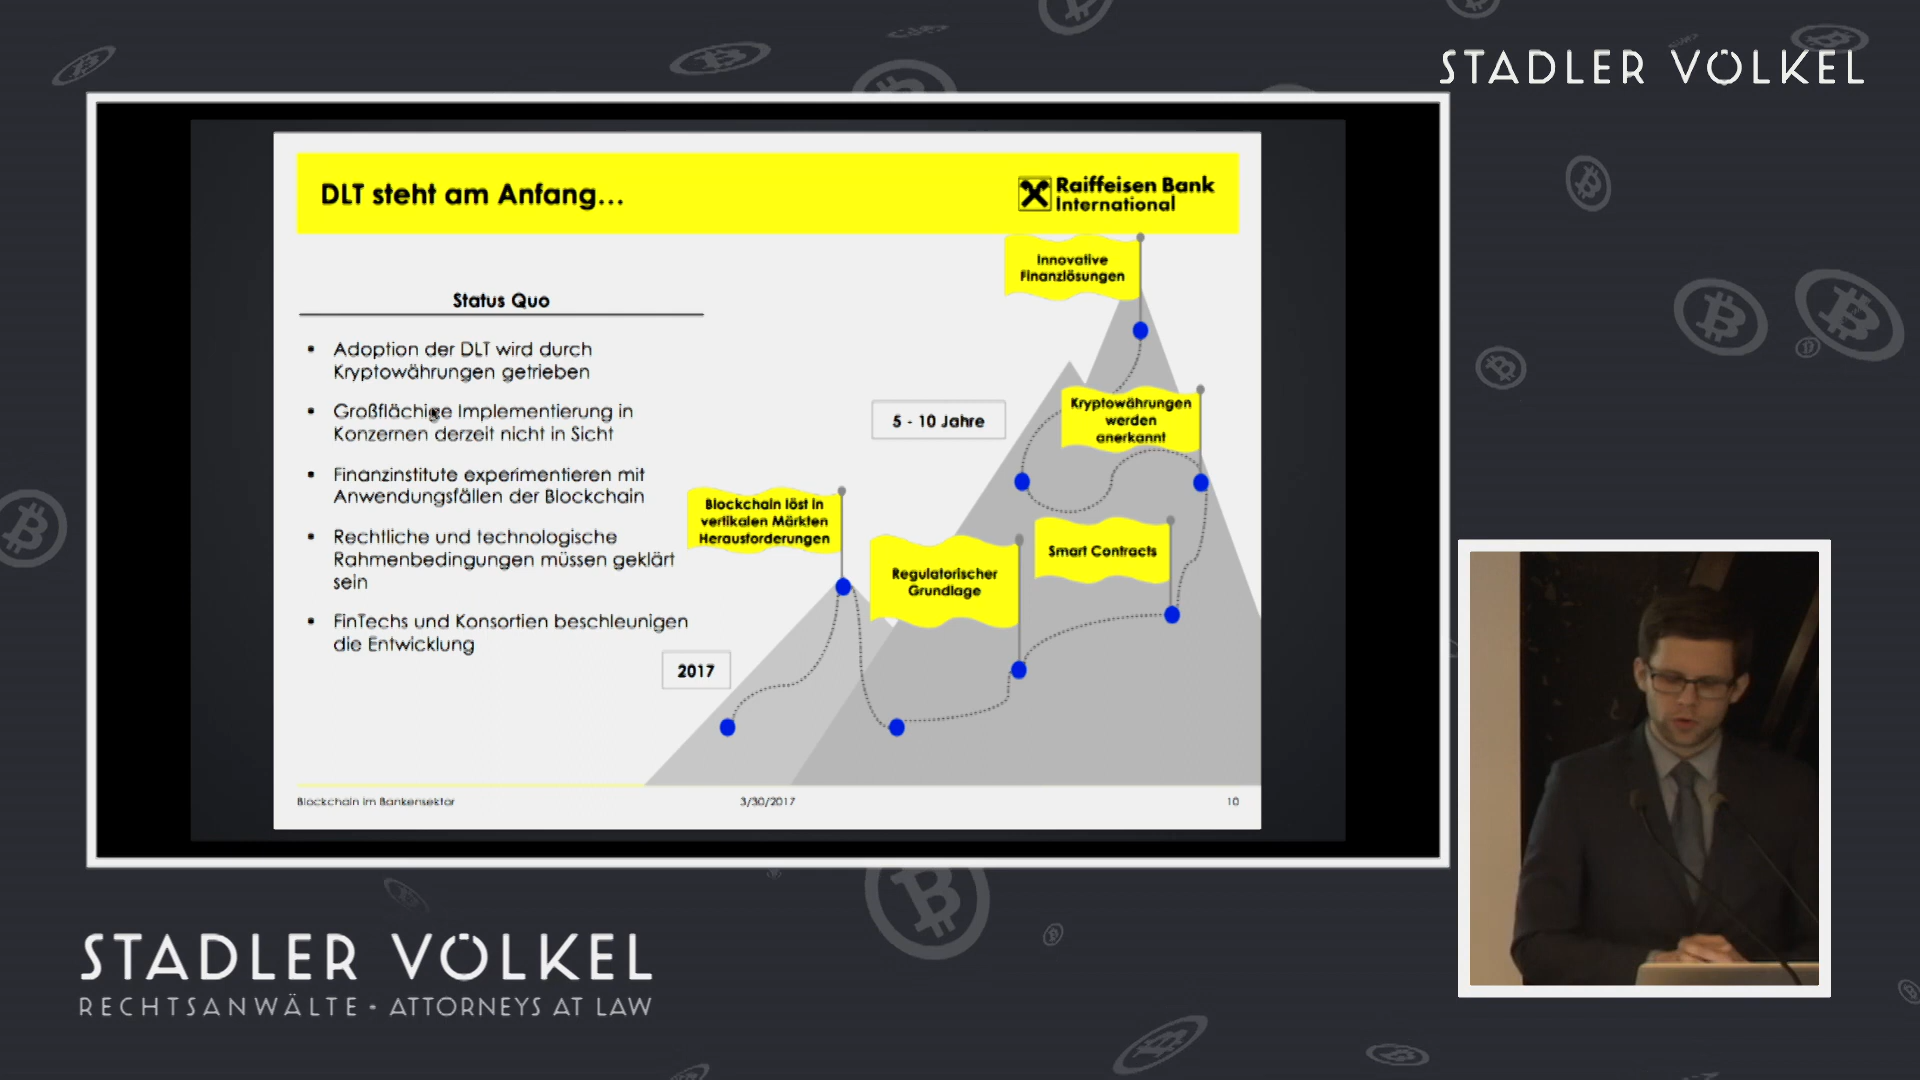 STADLER VÖLKEL
DLT steht am Anfang...
Raiffeisen Bank
International
Status Quo
▪ Adoption der DLT wird durch
Kryptowährungen getrieben
▪ Großflächige Implementierung in
Konzernen derzeit nicht in Sicht
▪ Finanzinstitute experimentieren mit
Anwendungsfällen der Blockchain
▪ Rechtliche und technologische
Rahmenbedingungen müssen geklärt
sein
▪ FinTechs und Konsortien beschleunigen
die Entwicklung
Innovative
Finanzlösungen
5 - 10 Jahre
Kryptowährungen
werden
anerkannt
Blockchain löst in
vertikalen Märkten
Herausforderungen
Regulatorischer
Grundlage
Smart Contracts
2017
Blockchain im Bankensektor
3/30/2017
10
STADLER VÖLKEL
RECHTSANWÄLTE • ATTORNEYS AT LAW